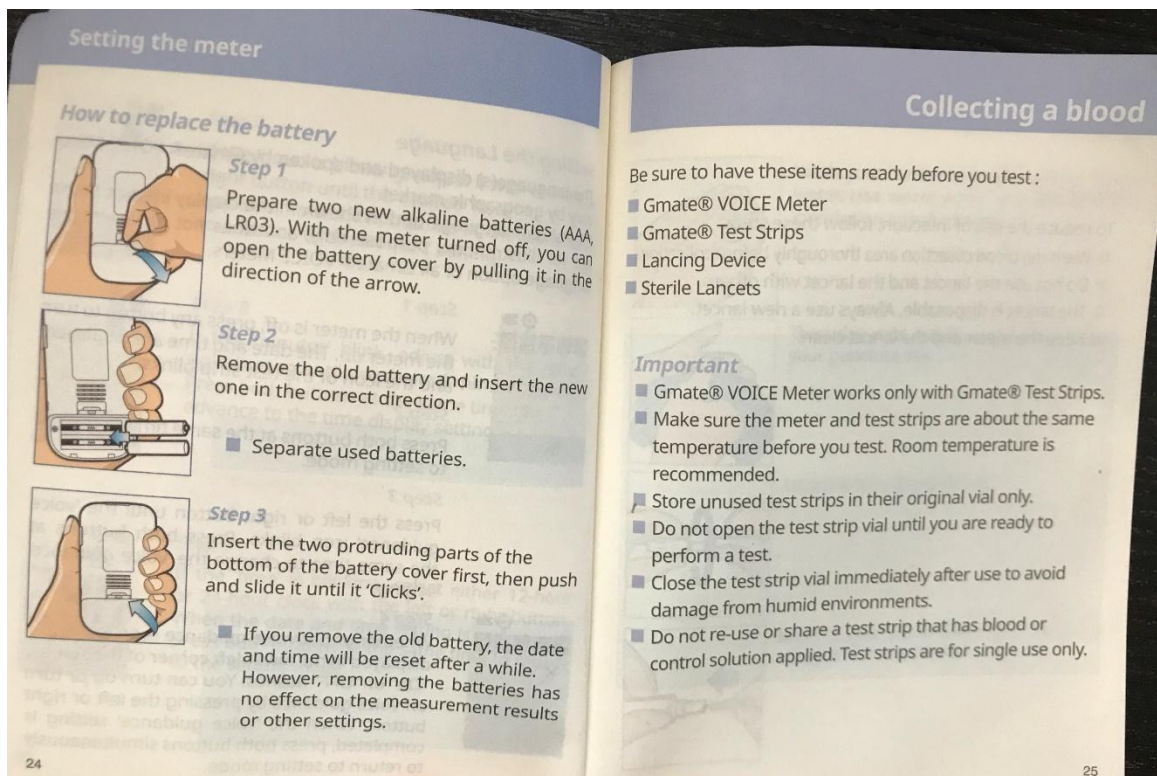 Setting the meter
How to replace the battery
Step 1
Prepare two new alkaline batteries (AAA,
LR03). With the meter turned off, you can
open the battery cover by pulling it in the
direction of the arrow.
Step 2
Remove the old battery and insert the new
one in the correct direction.
Separate used batteries.
Step 3
Insert the two protruding parts of the
bottom of the battery cover first, then push
and slide it until it ‘Clicks’.
If you remove the old battery, the date
and time will be reset after a while.
However, removing the batteries has
no effect on the measurement results
or other settings.
24
Collecting a blood
Be sure to have these items ready before you test :
Gmate® VOICE Meter
Gmate® Test Strips
Lancing Device
Sterile Lancets
Important
Gmate® VOICE Meter works only with Gmate® Test Strips.
Make sure the meter and test strips are about the same
temperature before you test. Room temperature is
recommended.
Store unused test strips in their original vial only.
Do not open the test strip vial until you are ready to
perform a test.
Close the test strip vial immediately after use to avoid
damage from humid environments.
Do not re-use or share a test strip that has blood or
control solution applied. Test strips are for single use only.
25